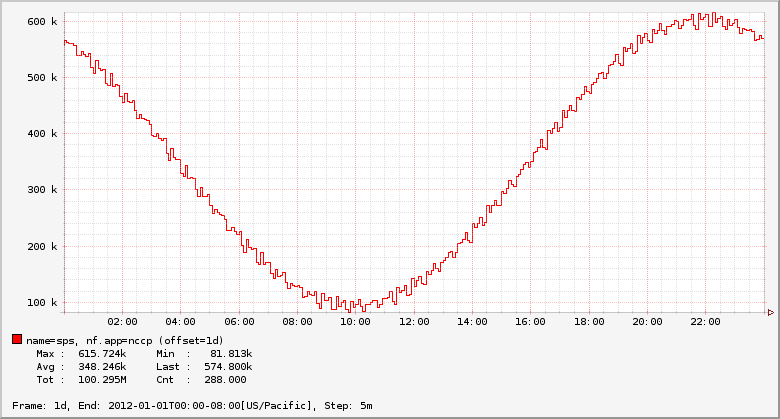 600 k
500 k
400 k
300 k
200 k
100 k
02:00 04:00 06:00 08:00 10:00 12:00 14:00 16:00 18:00 20:00 22:00
name=sps, nf.app=nccp (offset=1d)
Max : 615.724k Min : 81.813k
Avg : 348.246k Last : 574.800k
Tot : 100.295M Cnt : 288.000
Frame: 1d, End: 2012-01-01T00:00-08:00[US/Pacific], Step: 5m